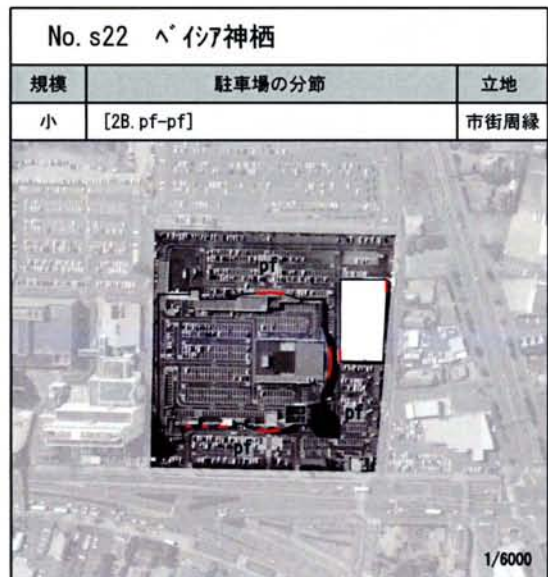 No. s22 ベイシア神栖
規模 駐車場の分節 立地
小 [2B. pf-pf] 市街周縁
pf
pf
pf
1/6000